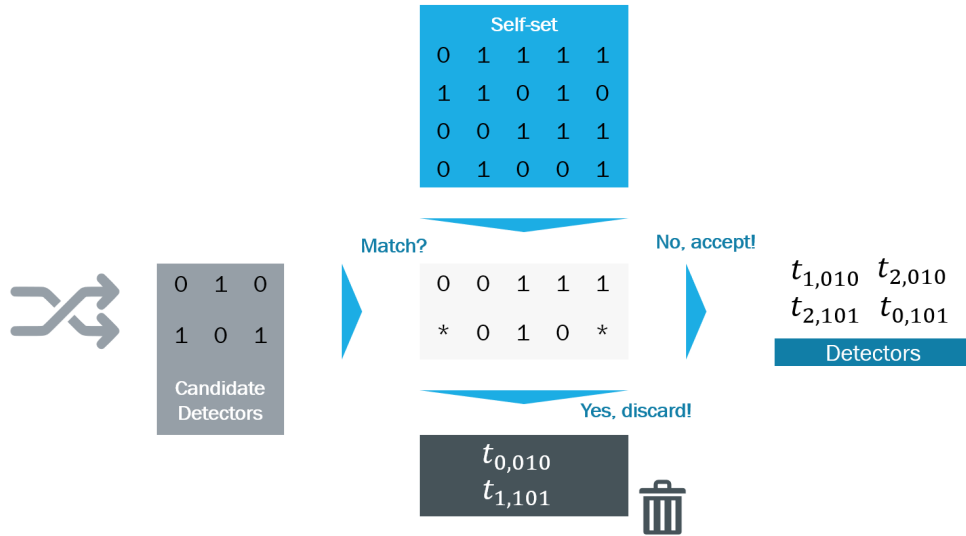 Self-set
0 1 1 1 1
1 1 0 1 0
0 0 1 1 1
0 1 0 0 1
Match?
No, accept!
0 1 0
1 0 1
Candidate
Detectors
0 0 1 1 1
* 0 1 0 *
t₁,₀₁₀ t₂,₀₁₀
t₂,₁₀₁ t₀,₁₀₁
Detectors
Yes, discard!
t₀,₀₁₀
t₁,₁₀₁